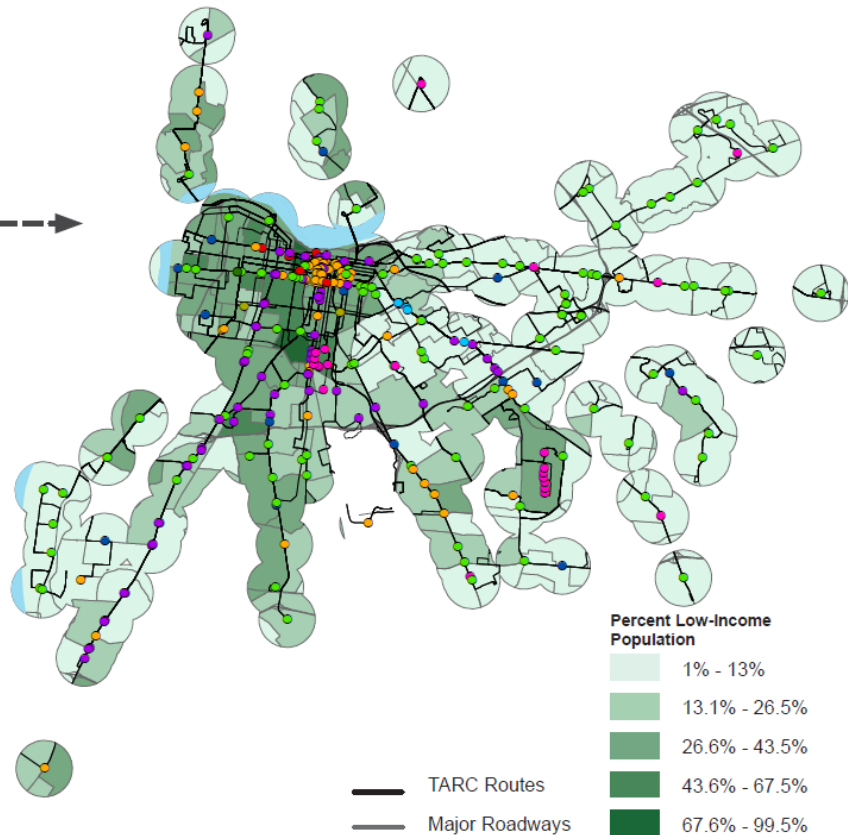 Percent Low-Income
Population
1% - 13%
13.1% - 26.5%
26.6% - 43.5%
43.6% - 67.5%
67.6% - 99.5%
TARC Routes
Major Roadways